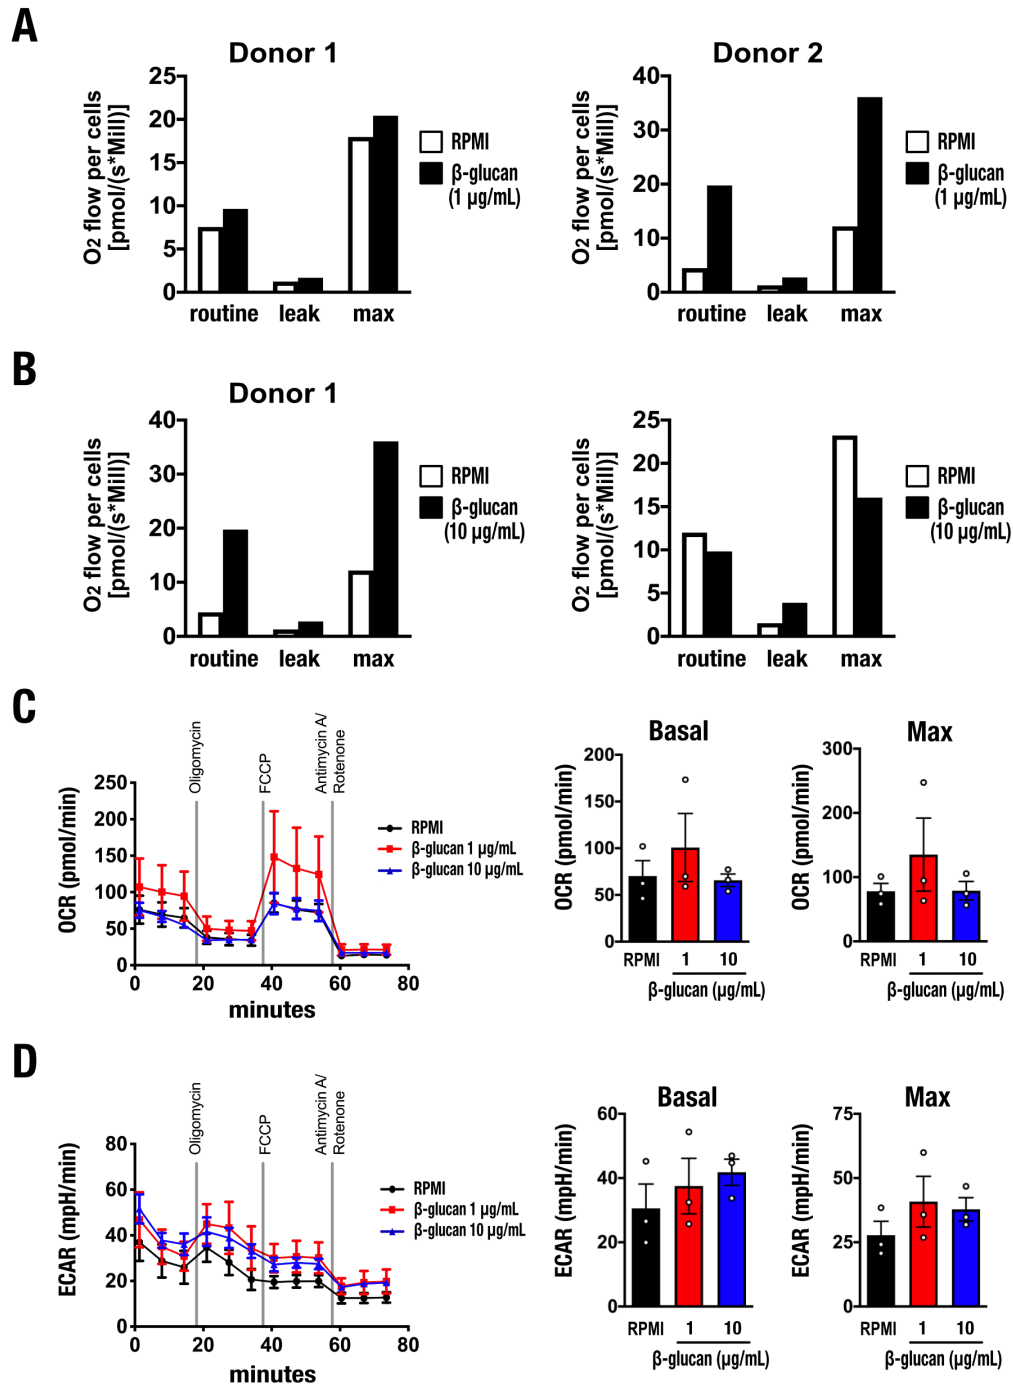 A
Donor 1
O2 flow per cells
[pmol/(s*Mill)]
25
20
15
10
5
0
routine leak max
RPMI
β-glucan
(1 µg/mL)
Donor 2
O2 flow per cells
[pmol/(s*Mill)]
40
30
20
10
0
routine leak max
RPMI
β-glucan
(1 µg/mL)
B
Donor 1
O2 flow per cells
[pmol/(s*Mill)]
40
30
20
10
0
routine leak max
RPMI
β-glucan
(10 µg/mL)
O2 flow per cells
[pmol/(s*Mill)]
25
20
15
10
5
0
routine leak max
RPMI
β-glucan
(10 µg/mL)
C
Oligomycin
FCCP
Antimycin A/
Rotenone
OCR (pmol/min)
250
200
150
100
50
0
0 20 40 60 80
minutes
RPMI
β-glucan 1 µg/mL
β-glucan 10 µg/mL
Basal
OCR (pmol/min)
200
150
100
50
0
RPMI 1 10
β-glucan (µg/mL)
Max
OCR (pmol/min)
300
200
100
0
RPMI 1 10
β-glucan (µg/mL)
D
Oligomycin
FCCP
Antimycin A/
Rotenone
ECAR (mpH/min)
80
60
40
20
0
0 20 40 60 80
minutes
RPMI
β-glucan 1 µg/mL
β-glucan 10 µg/mL
Basal
ECAR (mpH/min)
60
40
20
0
RPMI 1 10
β-glucan (µg/mL)
Max
ECAR (mpH/min)
75
50
25
0
RPMI 1 10
β-glucan (µg/mL)